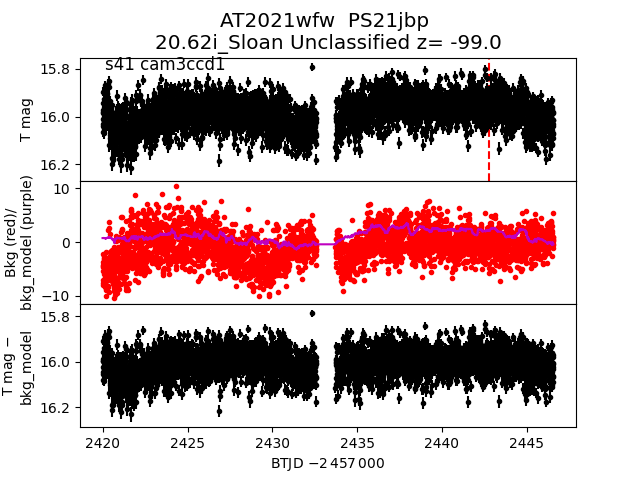 AT2021wfw  PS21jbp
20.62i_Sloan Unclassified z= -99.0
s41 cam3ccd1
15.8
16.0
16.2
T mag
10
0
−10
Bkg (red)/
bkg_model (purple)
15.8
16.0
16.2
T mag −
bkg_model
2420 2425 2430 2435 2440 2445
BTJD −2 457 000